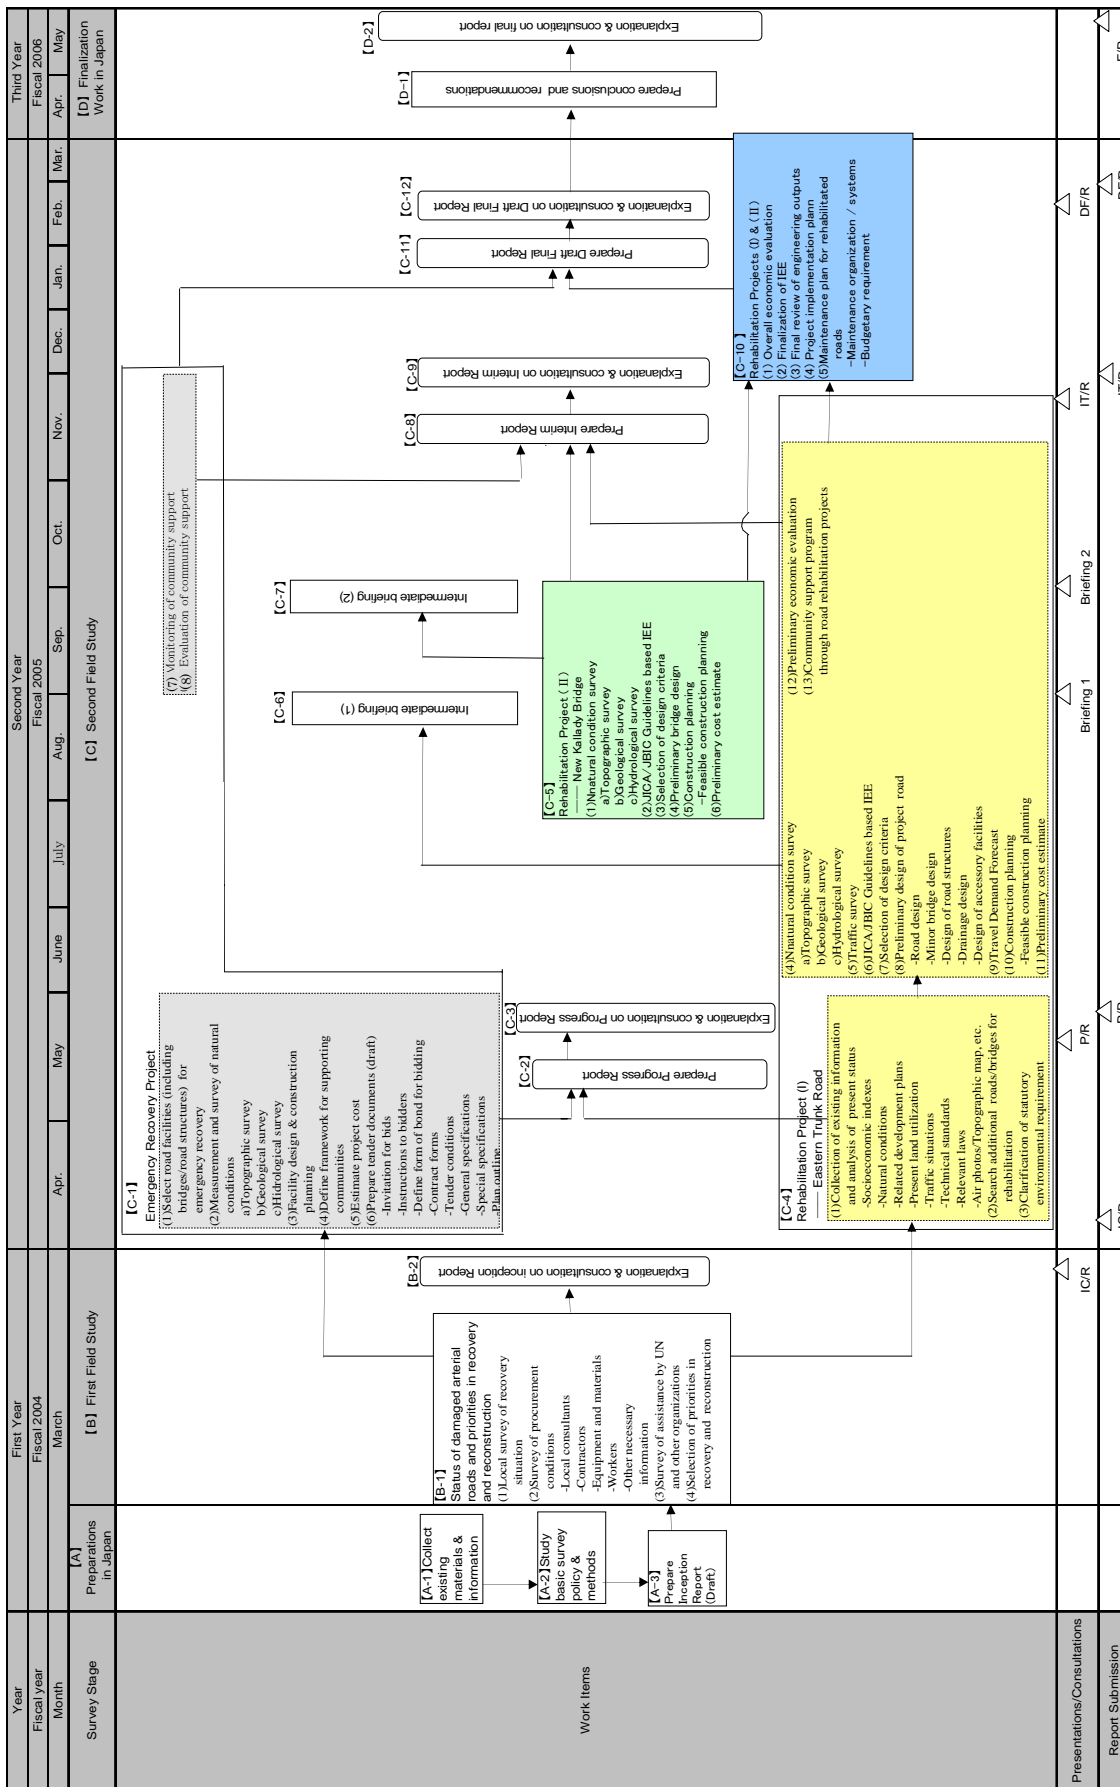 Year
First Year
Second Year
Third Year
Fiscal year
Fiscal 2004
Fiscal 2005
Fiscal 2006
Month
March
Apr.
May
June
July
Aug.
Sep.
Oct.
Nov.
Dec.
Jan.
Feb.
Mar.
Apr.
May
Survey Stage
【A】
Preparations
in Japan
【B】 First Field Study
【C】 Second Field Study
【D】 Finalization
Work in Japan
Work Items
【A-1】Collect
existing
materials &
information
【A-2】Study
basic survey
policy &
methods
【A-3】
Prepare
Inception
Report
(Draft)
【B-1】
Status of damaged arterial
roads and priorities in recovery
and reconstruction
(1)Local survey of recovery
situation
(2)Survey of procurement
conditions
-Local consultants
-Contractors
-Equipment and materials
-Workers
-Other necessary
information
(3)Survey of assistance by UN
and other organizations
(4)Selection of priorities in
recovery and reconstruction
【B-2】
Explanation & consultation on inception Report
【C-1】
Emergency Recovery Project
(1)Select road facilities (including
bridges/road structures) for
emergency recovery
(2)Measurement and survey of natural
conditions
a)Topographic survey
b)Geological survey
c)Hidrological survey
(3)Facility design & construction
planning
(4)Define framework for supporting
communities
(5)Estimate project cost
(6)Prepare tender documents (draft)
-Invitation for bids
-Instructions to bidders
-Define form of bond for bidding
-Contract forms
-Tender conditions
-General specifications
-Special specifications
-Plan outline
(7) Monitoring of community support
(8) Evaluation of community support
【C-2】
Prepare Progress Report
【C-3】
Explanation & consultation on Progress Report
【C-4】
Rehabilitation Project (I)
—— Eastern Trunk Road
(1)Collection of existing information
and analysis of present status
-Socioeconomic indexes
-Natural conditions
-Related development plans
-Present land utilization
-Traffic situations
-Technical standards
-Relevant laws
-Air photos/Topographic map, etc.
(2)Search additional roads/bridges for
rehabilitation
(3)Clarification of statutory
environmental requirement
(4)Nnatural condition survey
a)Topographic survey
b)Geological survey
c)Hydrological survey
(5)Traffic survey
(6)JICA/JBIC Guidelines based IEE
(7)Selection of design criteria
(8)Preliminary design of project road
-Road design
-Minor bridge design
-Design of road structures
-Drainage design
-Design of accessory facilities
(9)Travel Demand Forecast
(10)Construction planning
-Feasible construction planning
(11)Preliminary cost estimate
(12)Preliminary economic evaluation
(13)Community support program
through road rehabilitation projects
【C-5】
Rehabilitation Project (II)
—— New Kallady Bridge
(1)Nnatural condition survey
a)Topographic survey
b)Geological survey
c)Hydrological survey
(2)JICA/JBIC Guidelines based IEE
(3)Selection of design criteria
(4)Preliminary bridge design
(5)Construction planning
-Feasible construction planning
(6)Preliminary cost estimate
【C-6】
Intermediate briefing (1)
【C-7】
Intermediate briefing (2)
【C-8】
Prepare Interim Report
【C-9】
Explanation & consultation on Interim Report
【C-10】
Rehabilitation Projects (I) & (II)
(1) Overall economic evaluation
(2) Finalization of IEE
(3) Final review of engineering outputs
(4) Project implementation plann
(5)Maintenance plan for rehabilitated
roads
-Maintenance organization / systems
-Budgetary requirement
【C-11】
Prepare Draft Final Report
【C-12】
Explanation & consultation on Draft Final Report
【D-1】
Prepare conclusions and recommendations
【D-2】
Explanation & consultation on final report
Presentations/Consultations
IC/R
P/R
Briefing 1
Briefing 2
IT/R
DF/R
Report Submission